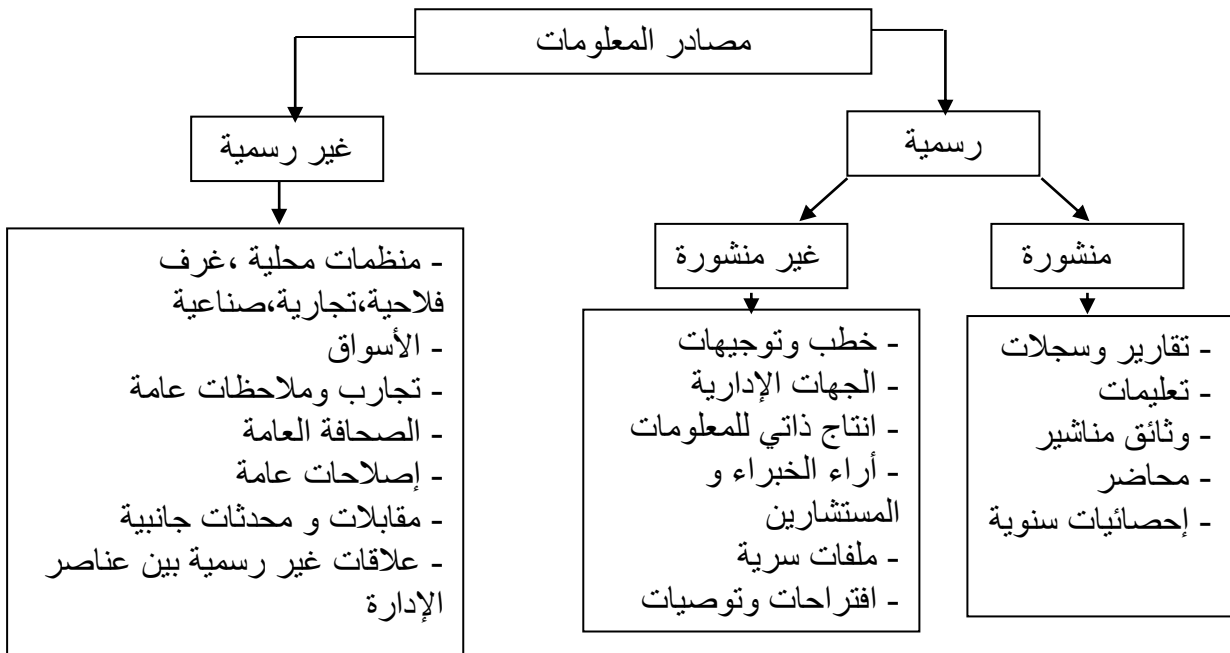 مصادر المعلومات
رسمية
غير رسمية
منشورة
غير منشورة
- تقارير وسجلات
- تعليمات
- وثائق مناشير
- محاضر
- إحصائيات سنوية
- خطب وتوجيهات
- الجهات الإدارية
- انتاج ذاتي للمعلومات
- أراء الخبراء و
المستشارين
- ملفات سرية
- افتراحات وتوصيات
- منظمات محلية ،غرف
فلاحية،تجارية،صناعية
- الأسواق
- تجارب وملاحظات عامة
- الصحافة العامة
- إصلاحات عامة
- مقابلات و محدثات جانبية
- علاقات غير رسمية بين عناصر
الإدارة